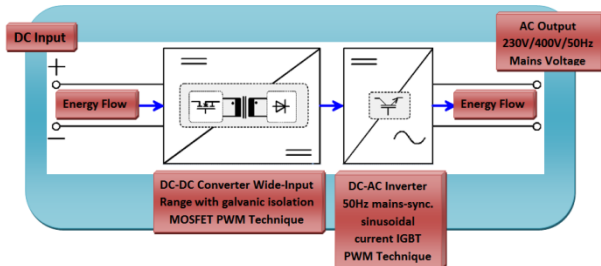 DC Input
AC Output
230V/400V/50Hz
Mains Voltage
+
Energy Flow
Energy Flow
−
DC-DC Converter Wide-Input
Range with galvanic isolation
MOSFET PWM Technique
DC-AC Inverter
50Hz mains-sync.
sinusoidal
current IGBT
PWM Technique